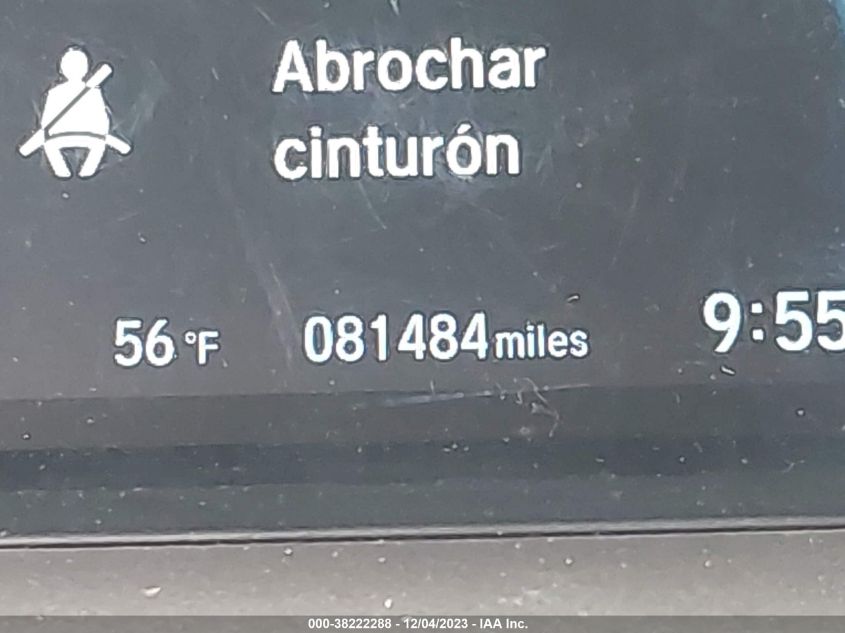 Abrochar
cinturón
56 °F 081484 miles 9:55
000-38222288 - 12/04/2023 - IAA Inc.